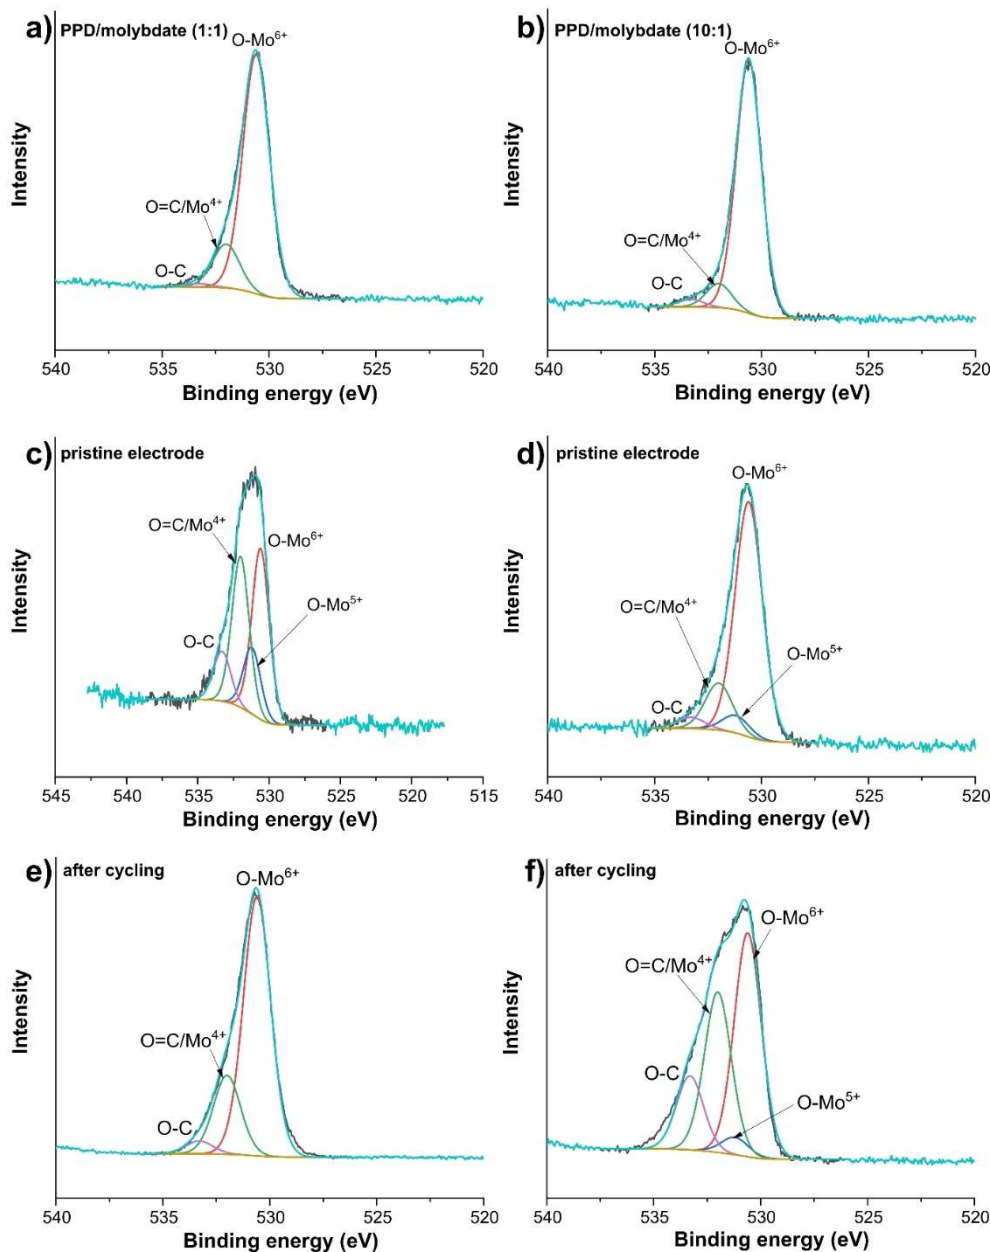 a) PPD/molybdate (1:1)
O-Mo⁶⁺
O=C/Mo⁴⁺
O-C
Intensity
540 535 530 525 520
Binding energy (eV)
b) PPD/molybdate (10:1)
O-Mo⁶⁺
O=C/Mo⁴⁺
O-C
Intensity
540 535 530 525 520
Binding energy (eV)
c) pristine electrode
O=C/Mo⁴⁺
O-Mo⁶⁺
O-Mo⁵⁺
O-C
Intensity
545 540 535 530 525 520 515
Binding energy (eV)
d) pristine electrode
O-Mo⁶⁺
O=C/Mo⁴⁺
O-Mo⁵⁺
O-C
Intensity
540 535 530 525 520
Binding energy (eV)
e) after cycling
O-Mo⁶⁺
O=C/Mo⁴⁺
O-C
Intensity
540 535 530 525 520
Binding energy (eV)
f) after cycling
O-Mo⁶⁺
O=C/Mo⁴⁺
O-C
O-Mo⁵⁺
Intensity
540 535 530 525 520
Binding energy (eV)